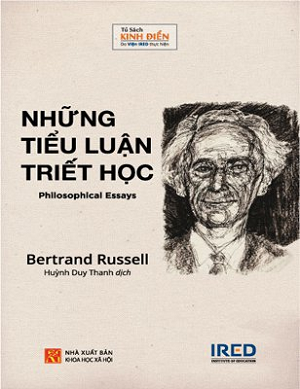 Tủ Sách
KINH ĐIỂN
Do Viện IRED thực hiện
NHỮNG
TIỂU LUẬN
TRIẾT HỌC
Philosophical Essays
Bertrand Russell
Huỳnh Duy Thanh dịch
NHÀ XUẤT BẢN
KHOA HỌC XÃ HỘI
IRED
INSTITUTE OF EDUCATION